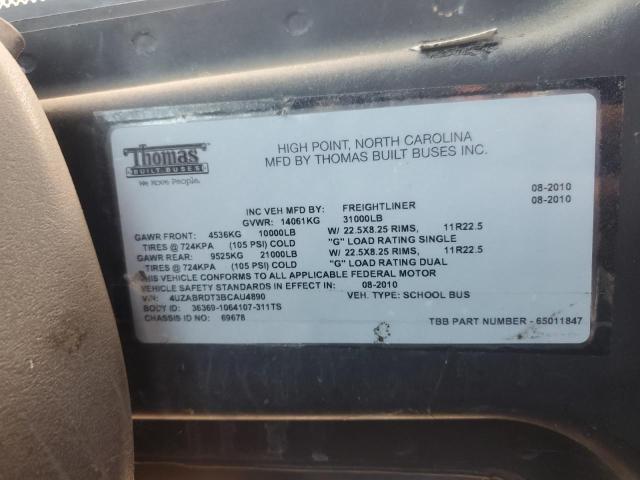 Thomas
BUILT BUSES
We Move People.
HIGH POINT, NORTH CAROLINA
MFD BY THOMAS BUILT BUSES INC.
08-2010
INC VEH MFD BY: FREIGHTLINER 08-2010
GVWR: 14061KG 31000LB
GAWR FRONT: 4536KG 10000LB W/ 22.5X8.25 RIMS, 11R22.5
TIRES @ 724KPA (105 PSI) COLD "G" LOAD RATING SINGLE
GAWR REAR: 9525KG 21000LB W/ 22.5X8.25 RIMS, 11R22.5
TIRES @ 724KPA (105 PSI) COLD "G" LOAD RATING DUAL
THIS VEHICLE CONFORMS TO ALL APPLICABLE FEDERAL MOTOR
VEHICLE SAFETY STANDARDS IN EFFECT IN 08-2010
VIN: 4UZABRDT3BCAU4890 VEH. TYPE: SCHOOL BUS
BODY ID: 36369-1064107-311TS
CHASSIS ID: 69678 TBB PART NUMBER - 65011847